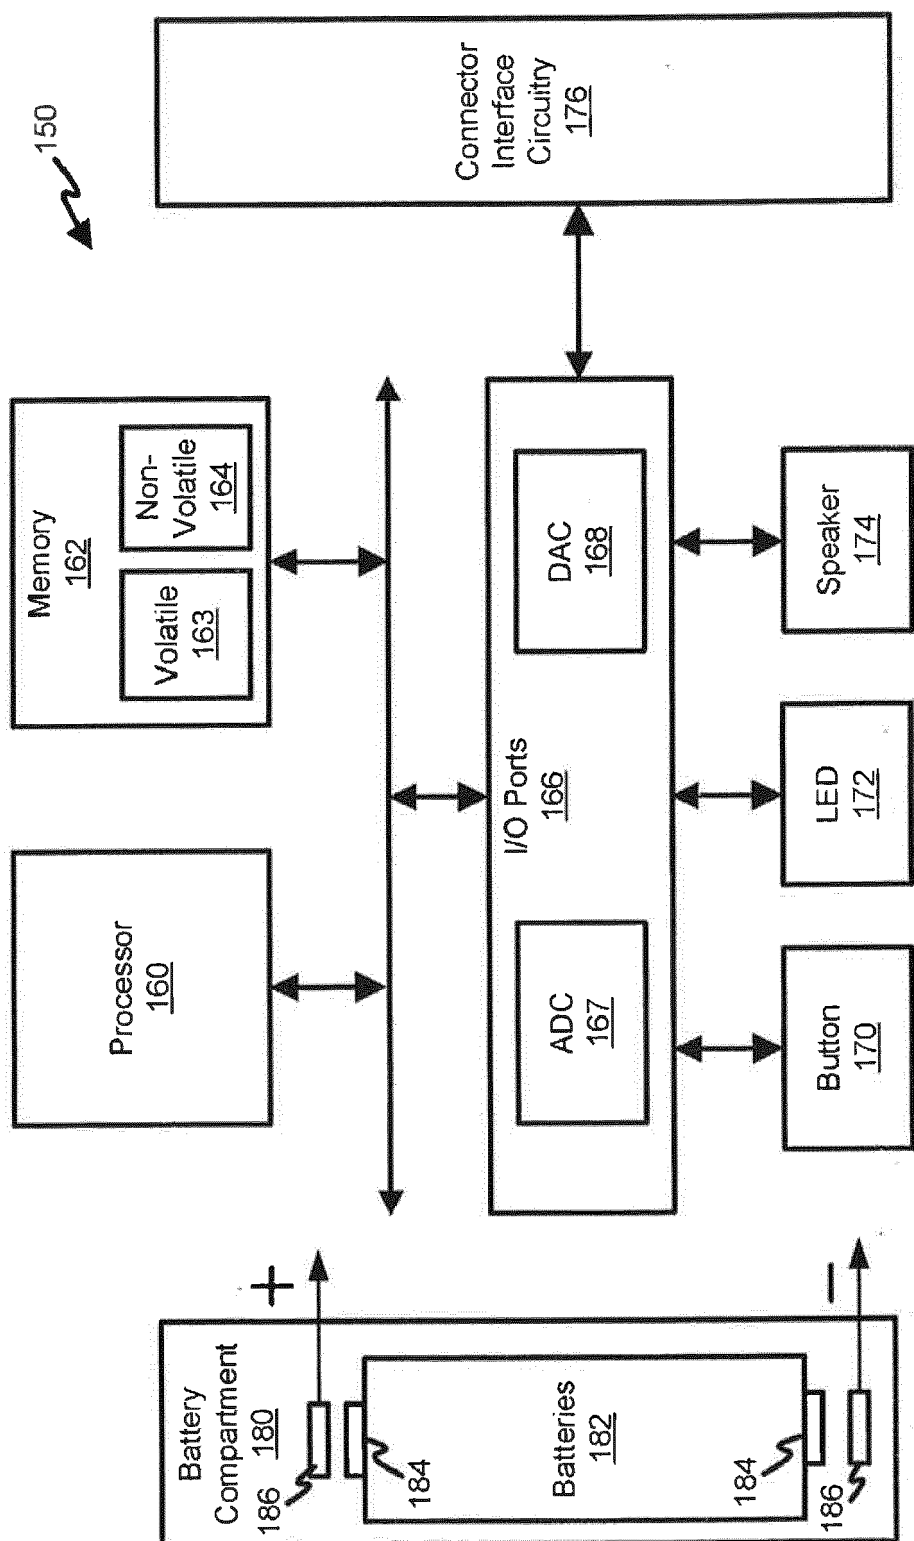 150
Battery
Compartment
180
186
+
184
Batteries
182
184
186
–
Processor
160
Memory
162
Volatile
163
Non-
Volatile
164
I/O Ports
166
ADC
167
DAC
168
Button
170
LED
172
Speaker
174
Connector
Interface
Circuitry
176